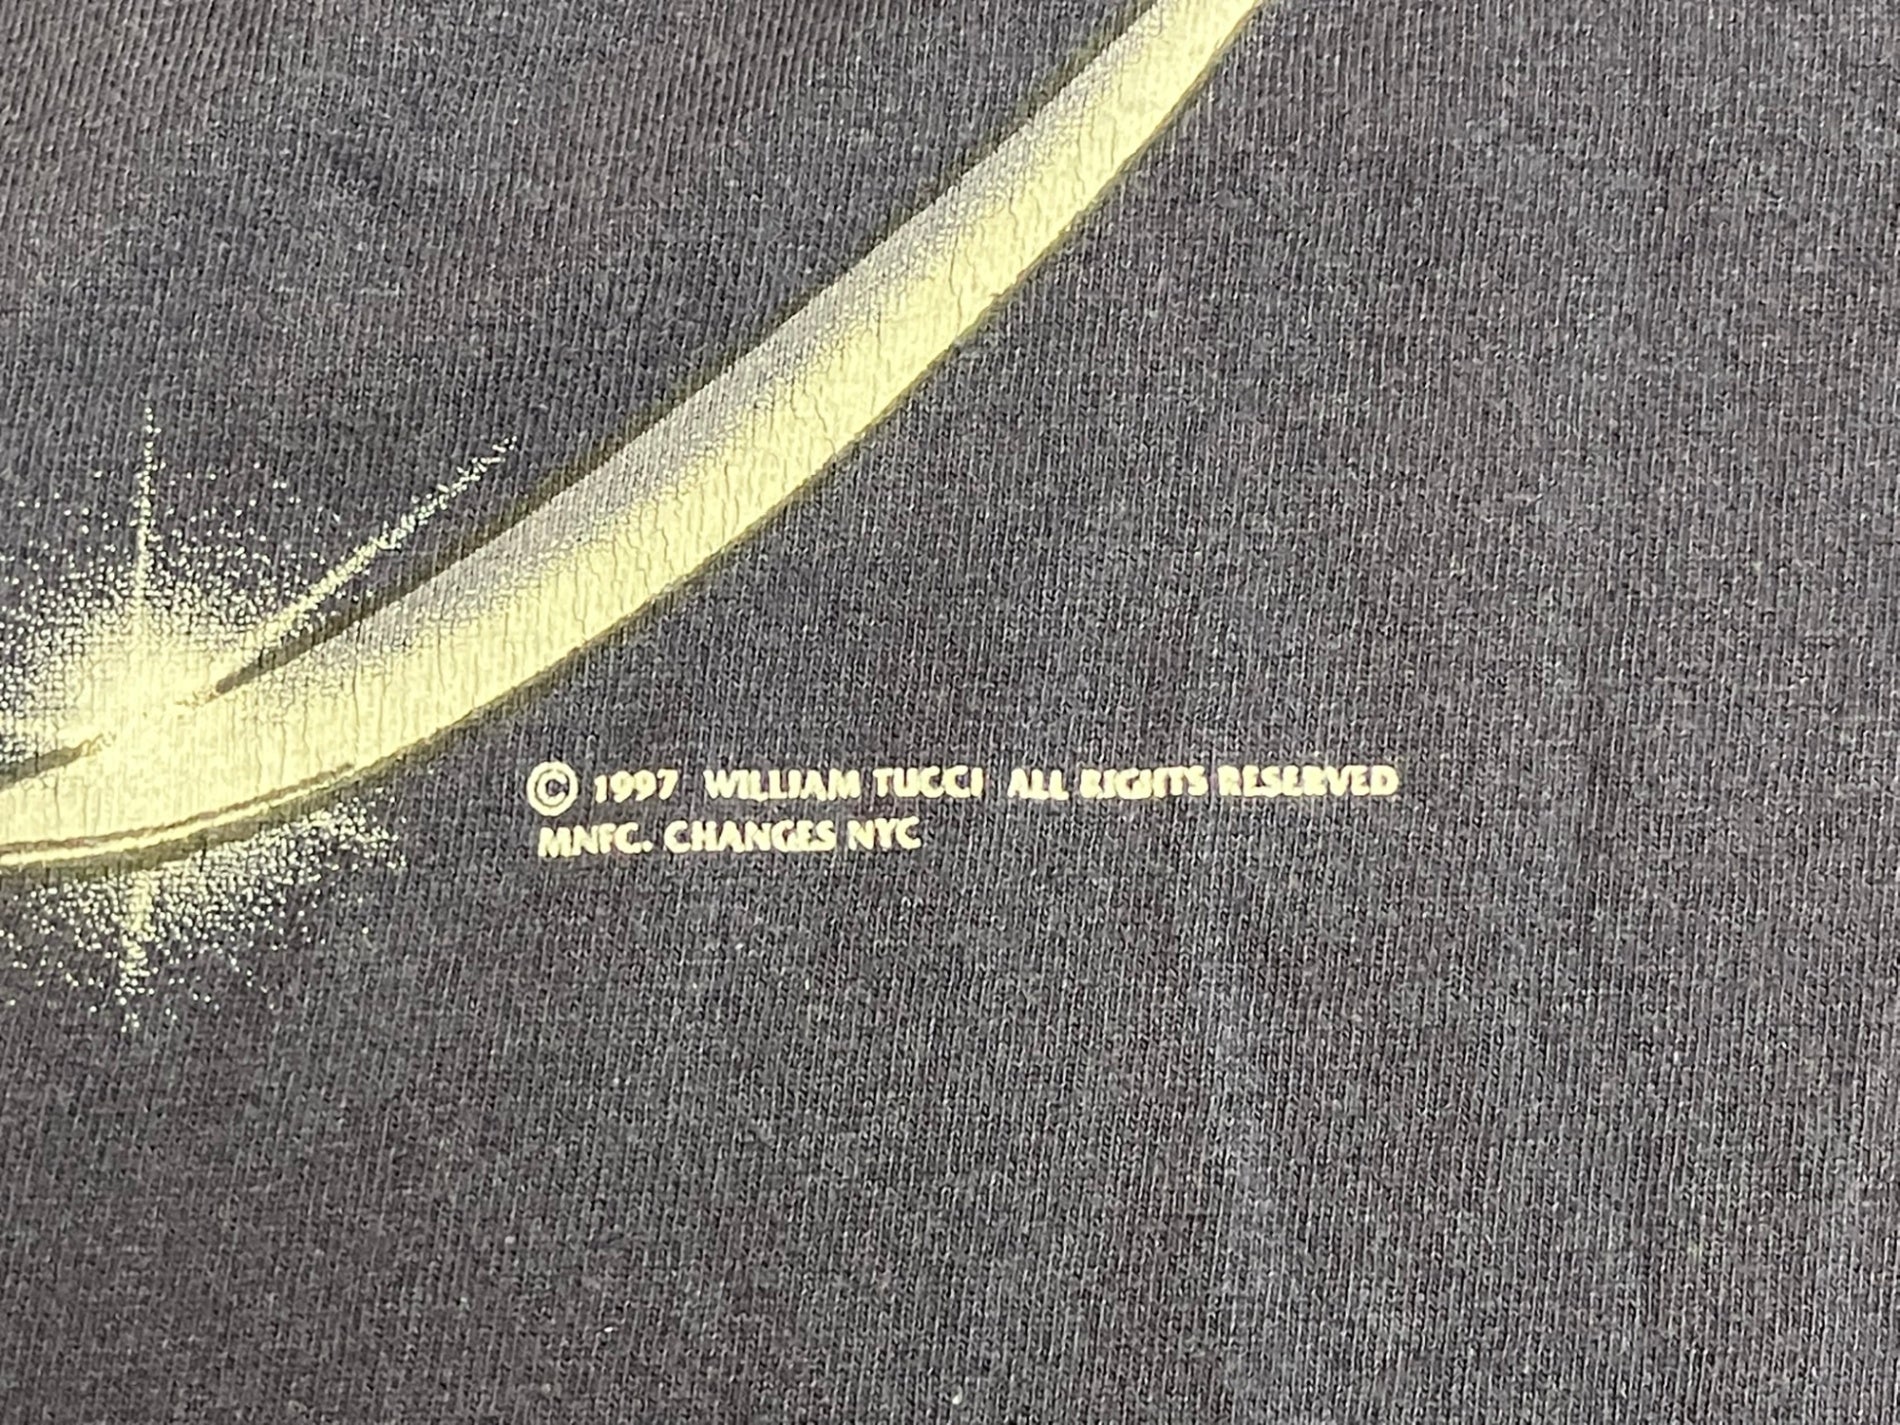 © 1997 WILLIAM TUCCI ALL RIGHTS RESERVED
MNFC. CHANGES NYC